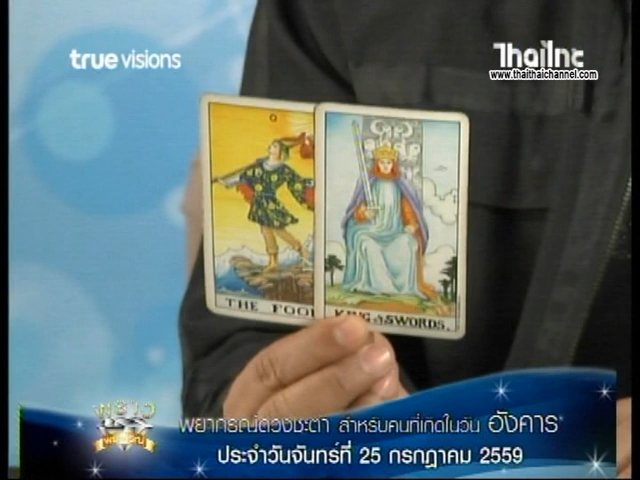 true visions
ThaiTne
www.thaithaichannel.com
0
THE FOOL
KING of SWORDS.
พยากรณ์ดวงชะตา สำหรับคนที่เกิดในวัน อังคาร
ประจำวันจันทร์ที่ 25 กรกฎาคม 2559